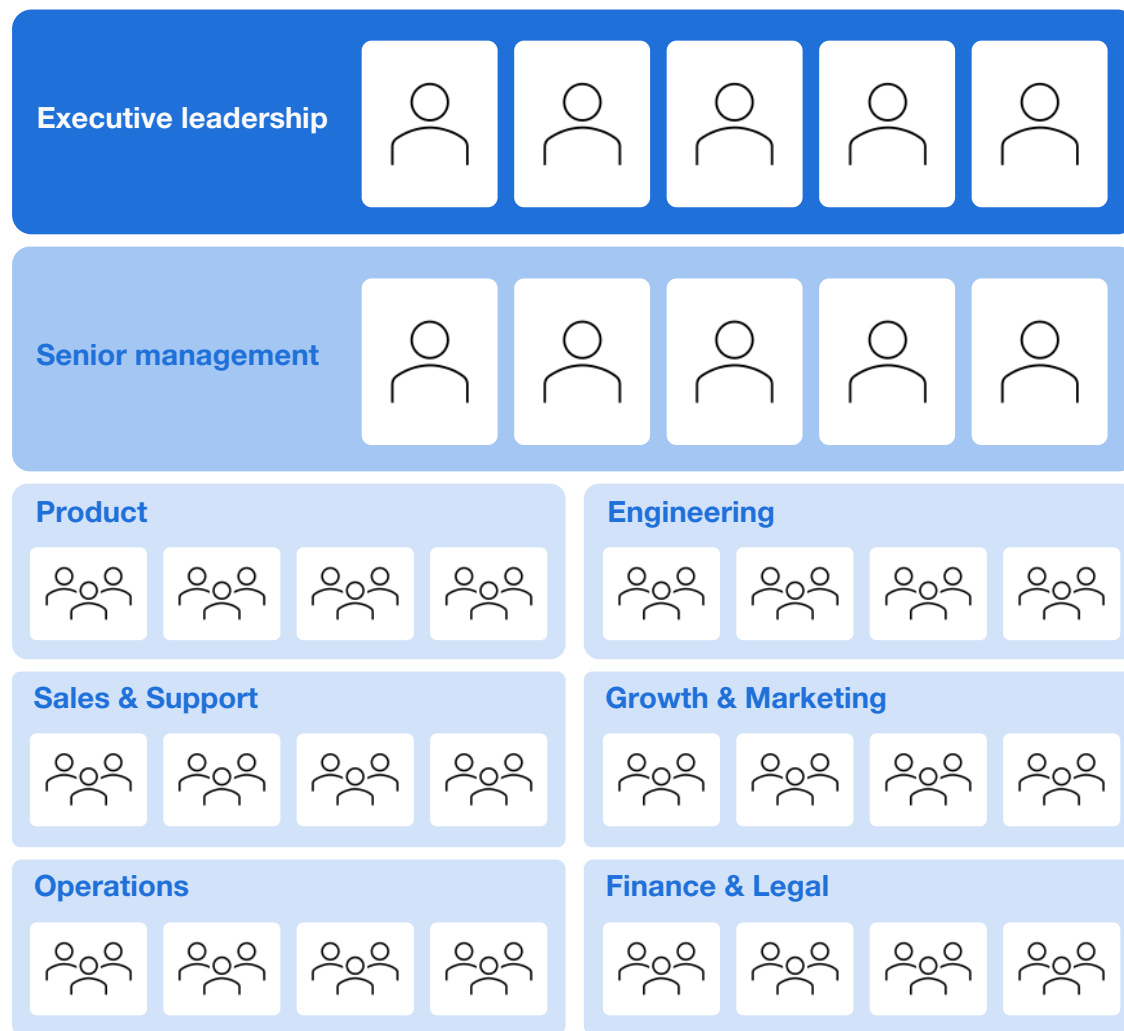 Executive leadership
Senior management
Product
Engineering
Sales & Support
Growth & Marketing
Operations
Finance & Legal